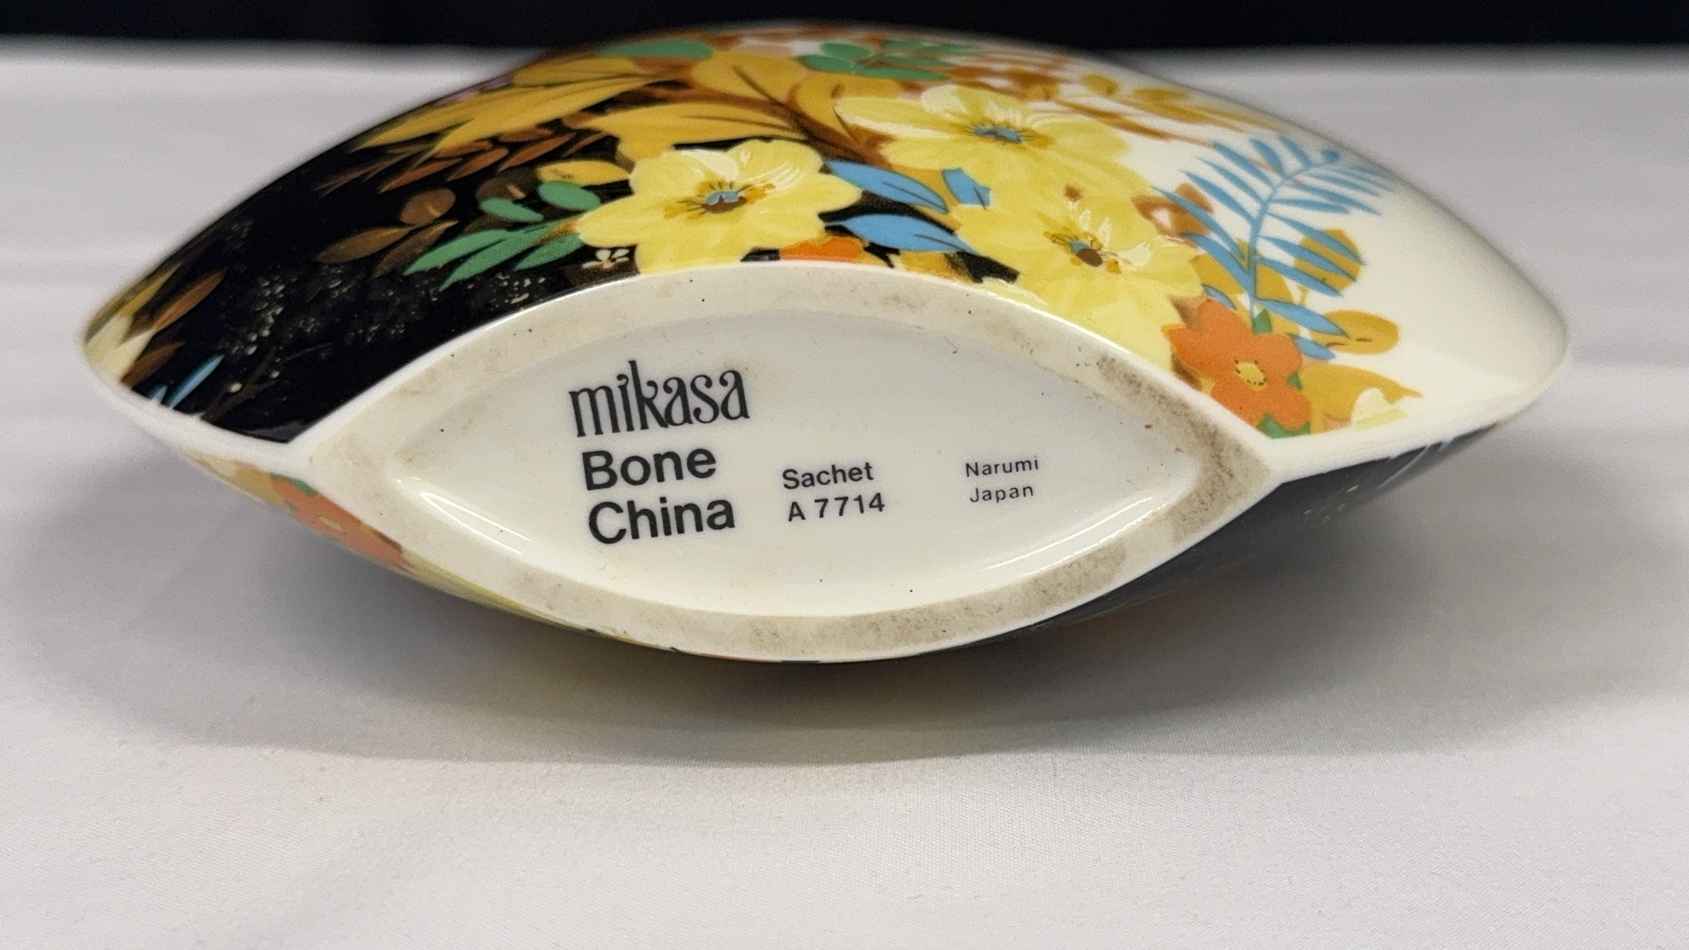 mikasa
Bone
China
Sachet
A 7714
Narumi
Japan